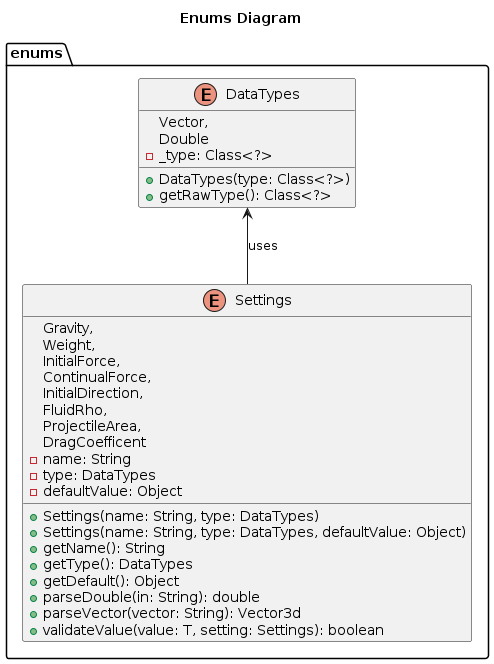 Enums Diagram
enums
E DataTypes
Vector,
Double
_type: Class<?>
DataTypes(type: Class<?>)
getRawType(): Class<?>
uses
E Settings
Gravity,
Weight,
InitialForce,
ContinualForce,
InitialDirection,
FluidRho,
ProjectileArea,
DragCoefficent
name: String
type: DataTypes
defaultValue: Object
Settings(name: String, type: DataTypes)
Settings(name: String, type: DataTypes, defaultValue: Object)
getName(): String
getType(): DataTypes
getDefault(): Object
parseDouble(in: String): double
parseVector(vector: String): Vector3d
validateValue(value: T, setting: Settings): boolean